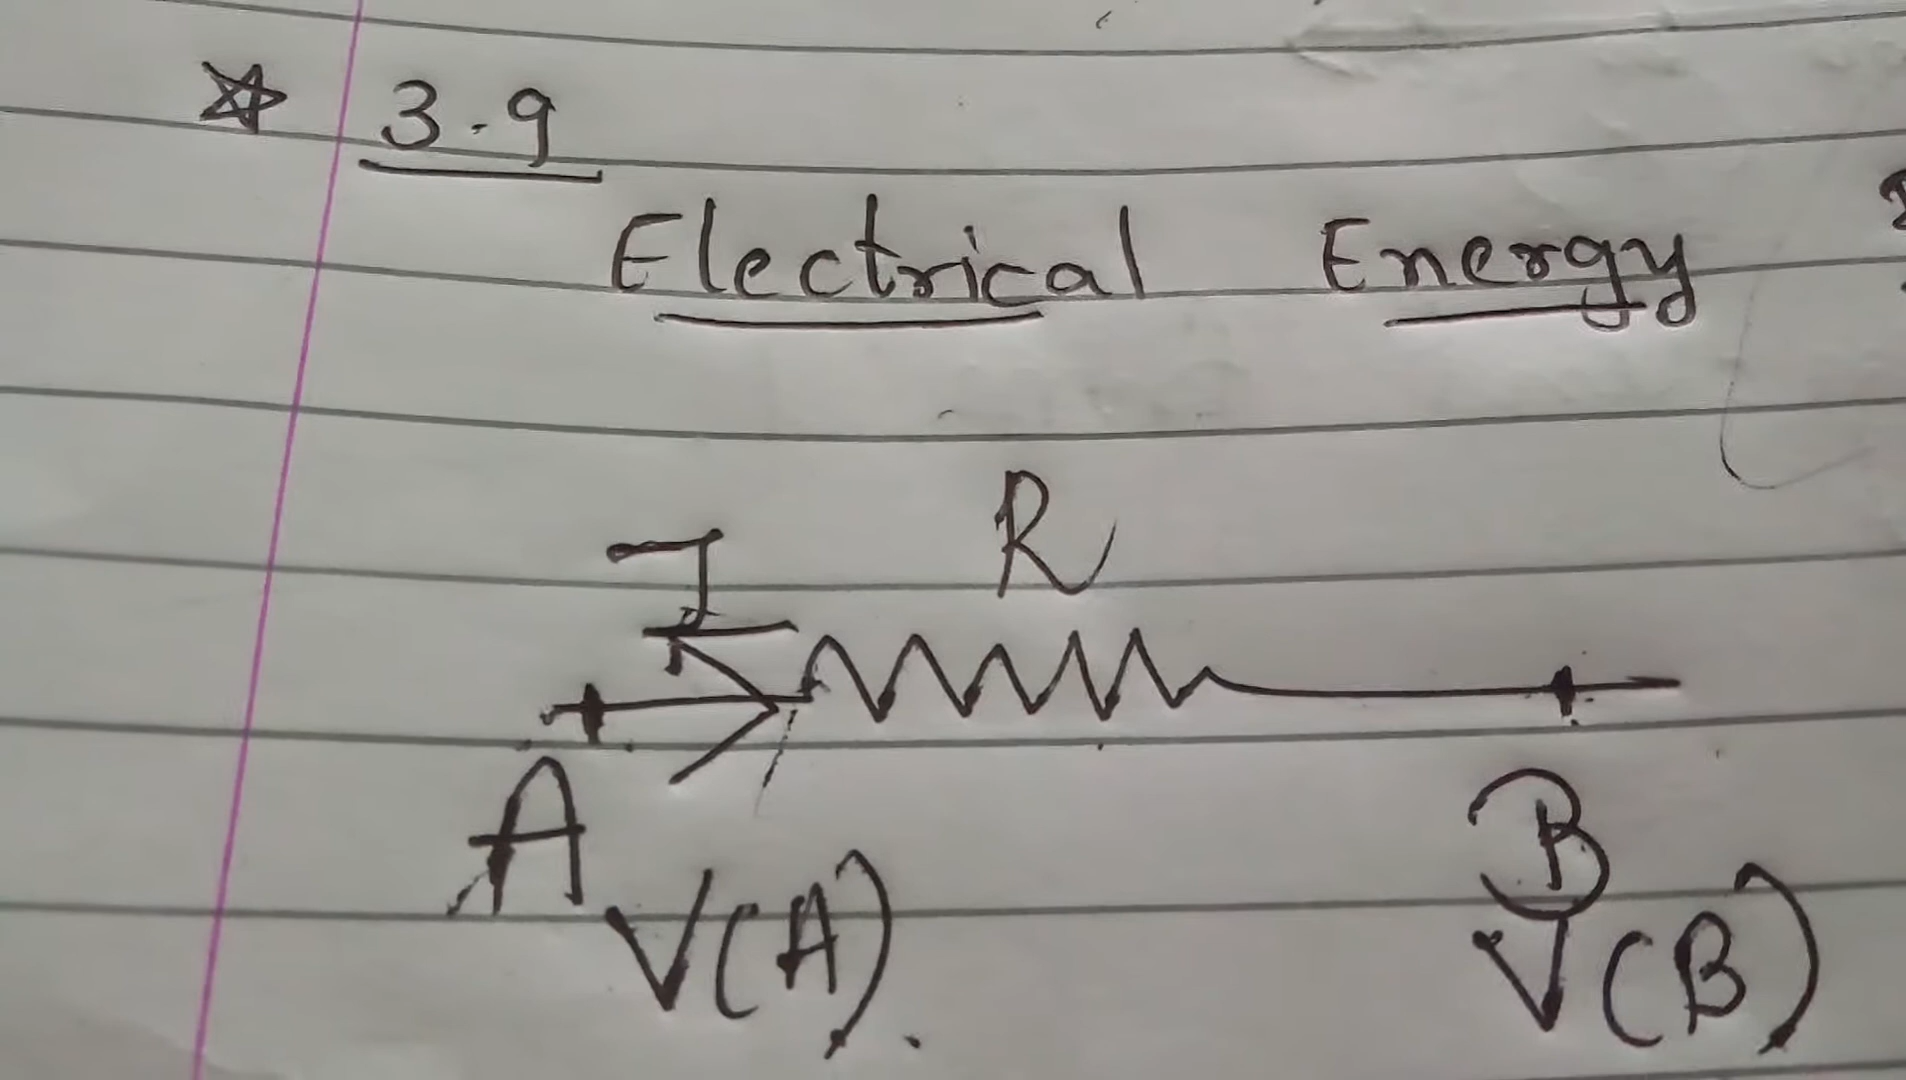 3.9
Electrical Energy
R
I
A
B
V(A).
V(B)